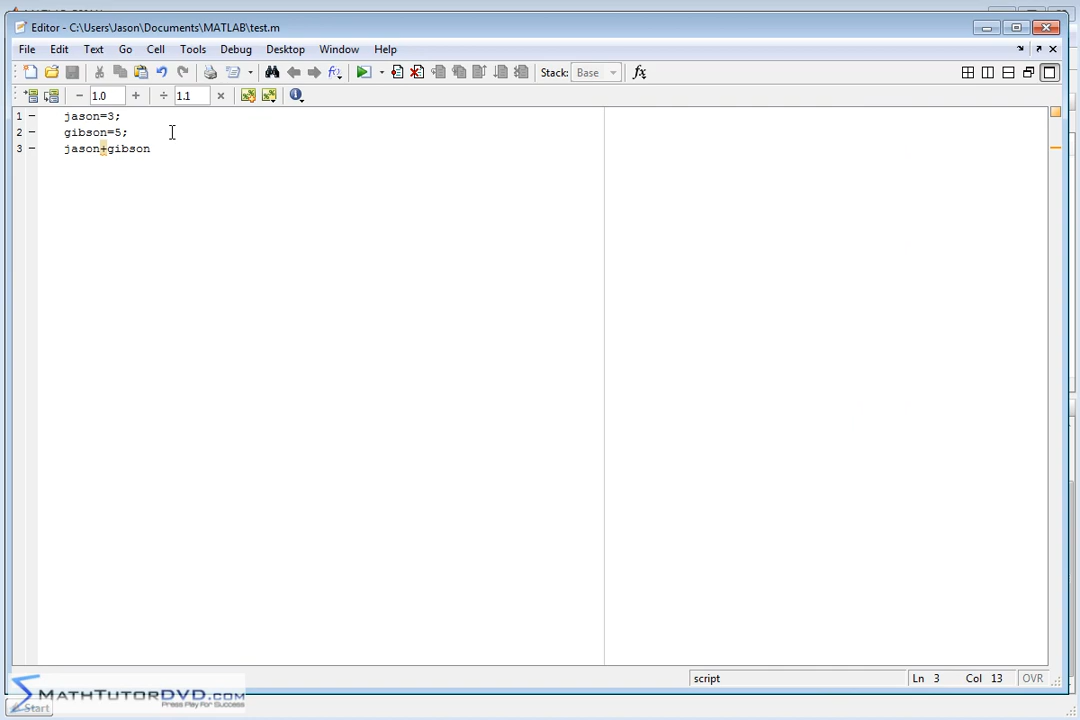 Editor - C:\Users\Jason\Documents\MATLAB\test.m
File Edit Text Go Cell Tools Debug Desktop Window Help
Stack: Base fx
− 1.0 + ÷ 1.1 ×
1 − jason=3;
2 − gibson=5;
3 − jason+gibson
script Ln 3 Col 13 OVR
MATHTUTORDVD.COM
Press Play For Success
Start